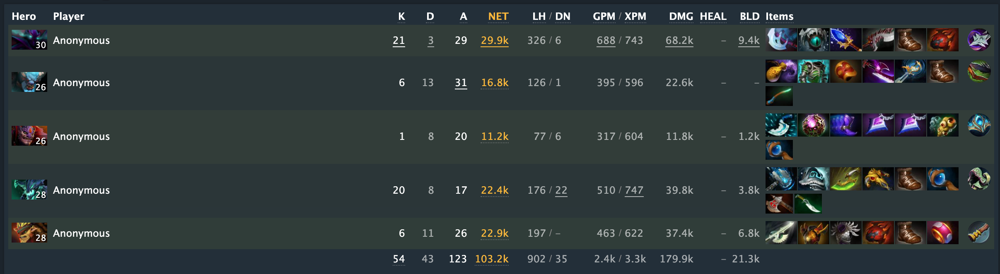 Hero Player K D A NET LH / DN GPM / XPM DMG HEAL BLD Items
30 Anonymous 21 3 29 29.9k 326 / 6 688 / 743 68.2k – 9.4k
26 Anonymous 6 13 31 16.8k 126 / 1 395 / 596 22.6k – –
26 Anonymous 1 8 20 11.2k 77 / 6 317 / 604 11.8k – 1.2k
28 Anonymous 20 8 17 22.4k 176 / 22 510 / 747 39.8k – 3.8k
28 Anonymous 6 11 26 22.9k 197 / – 463 / 622 37.4k – 6.8k
54 43 123 103.2k 902 / 35 2.4k / 3.3k 179.9k – 21.3k